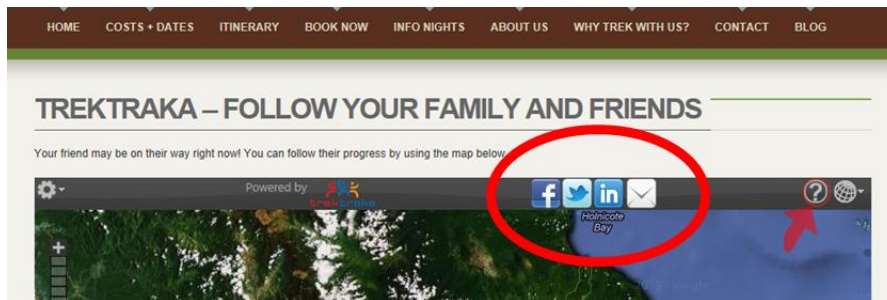 HOME COSTS + DATES ITINERARY BOOK NOW INFO NIGHTS ABOUT US WHY TREK WITH US? CONTACT BLOG
TREKTRAKA – FOLLOW YOUR FAMILY AND FRIENDS
Your friend may be on their way right now! You can follow their progress by using the map below
Powered by trektraka f in ?
Holnicote
Bay
+